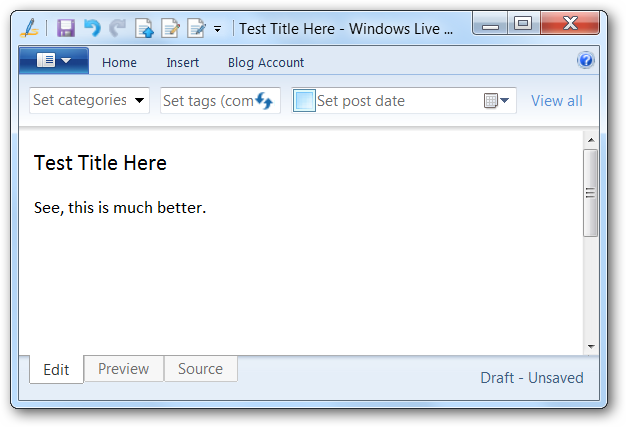 Test Title Here - Windows Live ...
Home Insert Blog Account
Set categories Set tags (com Set post date View all
Test Title Here
See, this is much better.
Edit Preview Source
Draft - Unsaved